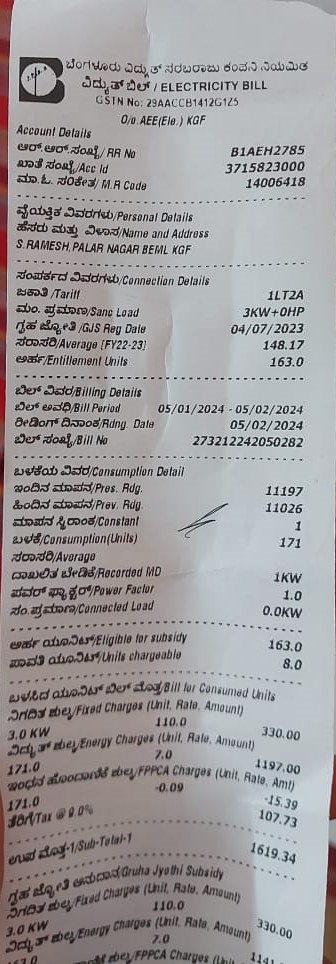 ಬೆಂಗಳೂರು ವಿದ್ಯುತ್ ಸರಬರಾಜು ಕಂಪನಿ ನಿಯಮಿತ
ವಿದ್ಯುತ್ ಬಿಲ್ / ELECTRICITY BILL
GSTN No: 29AACCB1412G1Z5
O/o. AEE(Ele.) KGF
Account Details
ಆರ್.ಆರ್.ಸಂಖ್ಯೆ/ RR No B1AEH2785
ಖಾತೆ ಸಂಖ್ಯೆ/Acc Id 3715823000
ಮಾ.ಓ. ಸಂಕೇತ/ M.R Code 14006418
ವೈಯಕ್ತಿಕ ವಿವರಗಳು/Personal Details
ಹೆಸರು ಮತ್ತು ವಿಳಾಸ/Name and Address
S.RAMESH,PALAR NAGAR BEML KGF
ಸಂಪರ್ಕದ ವಿವರಗಳು/Connection Details
ಜಕಾತಿ /Tariff 1LT2A
ಮಂ. ಪ್ರಮಾಣ/Sanc Load 3KW+0HP
ಗೃಹ ಜ್ಯೋತಿ /GJS Reg Date 04/07/2023
ಸರಾಸರಿ/Average [FY22-23] 148.17
ಅರ್ಹ/Entitlement Units 163.0
ಬಿಲ್ ವಿವರ/Billing Details
ಬಿಲ್ ಅವಧಿ/Bill Period 05/01/2024 - 05/02/2024
ರೀಡಿಂಗ್ ದಿನಾಂಕ/Rdng. Date 05/02/2024
ಬಿಲ್ ಸಂಖ್ಯೆ/Bill No 273212242050282
ಬಳಕೆಯ ವಿವರ/Consumption Detail
ಇಂದಿನ ಮಾಪನ/Pres. Rdg. 11197
ಹಿಂದಿನ ಮಾಪನ/Prev. Rdg. 11026
ಮಾಪನ ಸ್ಥಿರಾಂಕ/Constant 1
ಬಳಕೆ/Consumption(Units) 171
ಸರಾಸರಿ/Average
ದಾಖಲಿತ ಬೇಡಿಕೆ/Recorded MD 1KW
ಪವರ್ ಫ್ಯಾಕ್ಟರ್/Power Factor 1.0
ಸಂ.ಪ್ರಮಾಣ/Connected Load 0.0KW
ಅರ್ಹ ಯೂನಿಟ್/Eligible for subsidy 163.0
ಪಾವತಿ ಯೂನಿಟ್/Units chargeable 8.0
ಬಳಸಿದ ಯೂನಿಟ್ ಬಿಲ್ ಮೊತ್ತ/Bill for Consumed Units
ನಿಗದಿತ ಶುಲ್ಕ/Fixed Charges (Unit, Rate, Amount)
3.0 KW 110.0 330.00
ವಿದ್ಯುತ್ ಶುಲ್ಕ/Energy Charges (Unit, Rate, Amount)
171.0 7.0 1197.00
ಇಂಧನ ಹೊಂದಾಣಿಕೆ ಶುಲ್ಕ/FPPCA Charges (Unit, Rate, Amt)
171.0 -0.09 -15.39
ತೆರಿಗೆ/Tax @ 9.0% 107.73
ಉಪ ಮೊತ್ತ-1/Sub-Total-1 1619.34
ಗೃಹ ಜ್ಯೋತಿ ಅನುದಾನ/Gruha Jyothi Subsidy
ನಿಗದಿತ ಶುಲ್ಕ/Fixed Charges (Unit, Rate, Amount)
3.0 KW 110.0 330.00
ವಿದ್ಯುತ್ ಶುಲ್ಕ/Energy Charges (Unit, Rate, Amount)
163.0 7.0
ಶುಲ್ಕ/FPPCA Charges (Unit,